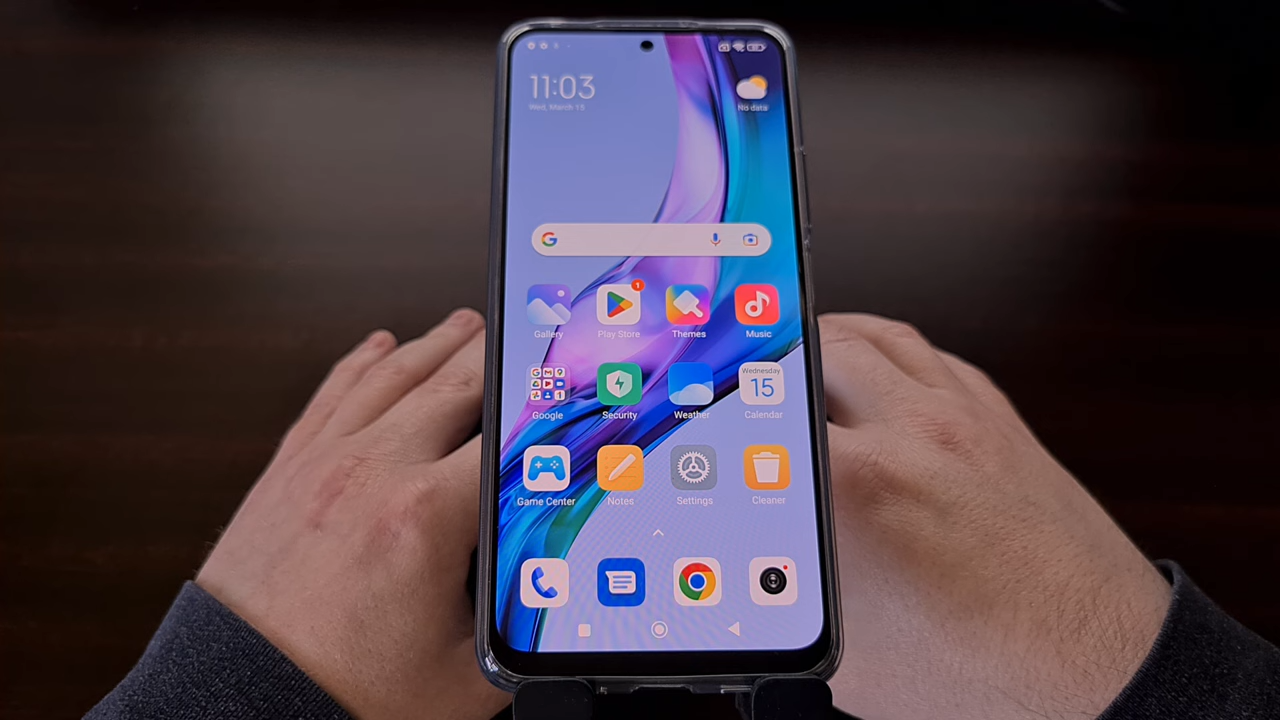 11:03
Wed, March 15
No data
Gallery
1
Play Store
Themes
Music
Google
Security
Weather
Wednesday
15
Calendar
Game Center
Notes
Settings
Cleaner